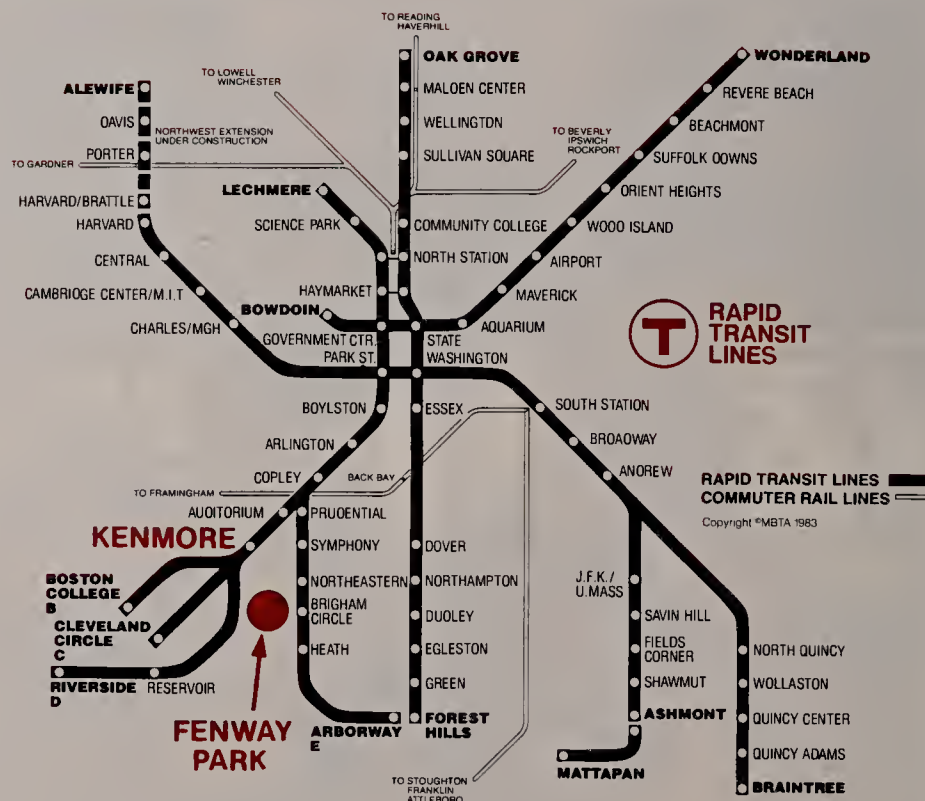 TO READING
HAVERHILL
OAK GROVE
WONDERLAND
TO LOWELL
WINCHESTER
ALEWIFE
MALOEN CENTER
REVERE BEACH
OAVIS
NORTHWEST EXTENSION
UNDER CONSTRUCTION
WELLINGTON
BEACHMONT
TO BEVERLY
IPSWICH
ROCKPORT
PORTER
TO GARDNER
SULLIVAN SQUARE
SUFFOLK OOWNS
LECHMERE
ORIENT HEIGHTS
HARVARD/BRATTLE
HARVARD
SCIENCE PARK
COMMUNITY COLLEGE
WOOO ISLAND
CENTRAL
NORTH STATION
AIRPORT
CAMBRIDGE CENTER/M.I.T
HAYMARKET
MAVERICK
BOWDOIN
CHARLES/MGH
GOVERNMENT CTR.
STATE
AQUARIUM
T
RAPID
TRANSIT
LINES
PARK ST.
WASHINGTON
BOYLSTON
ESSEX
SOUTH STATION
ARLINGTON
BROAOWAY
COPLEY
BACK BAY
ANOREW
TO FRAMINGHAM
RAPID TRANSIT LINES
COMMUTER RAIL LINES
Copyright ©MBTA 1983
AUOITORIUM
PRUDENTIAL
KENMORE
SYMPHONY
DOVER
BOSTON
COLLEGE
B
NORTHEASTERN
NORTHAMPTON
J.F.K./
U.MASS
CLEVELAND
CIRCLE
C
BRIGHAM
CIRCLE
DUOLEY
SAVIN HILL
HEATH
EGLESTON
FIELDS
CORNER
NORTH QUINCY
RIVERSIDE
D
RESERVOIR
GREEN
SHAWMUT
WOLLASTON
FENWAY
PARK
ARBORWAY
E
FOREST
HILLS
ASHMONT
QUINCY CENTER
MATTAPAN
QUINCY ADAMS
TO STOUGHTON
FRANKLIN
ATTLEBORO
BRAINTREE